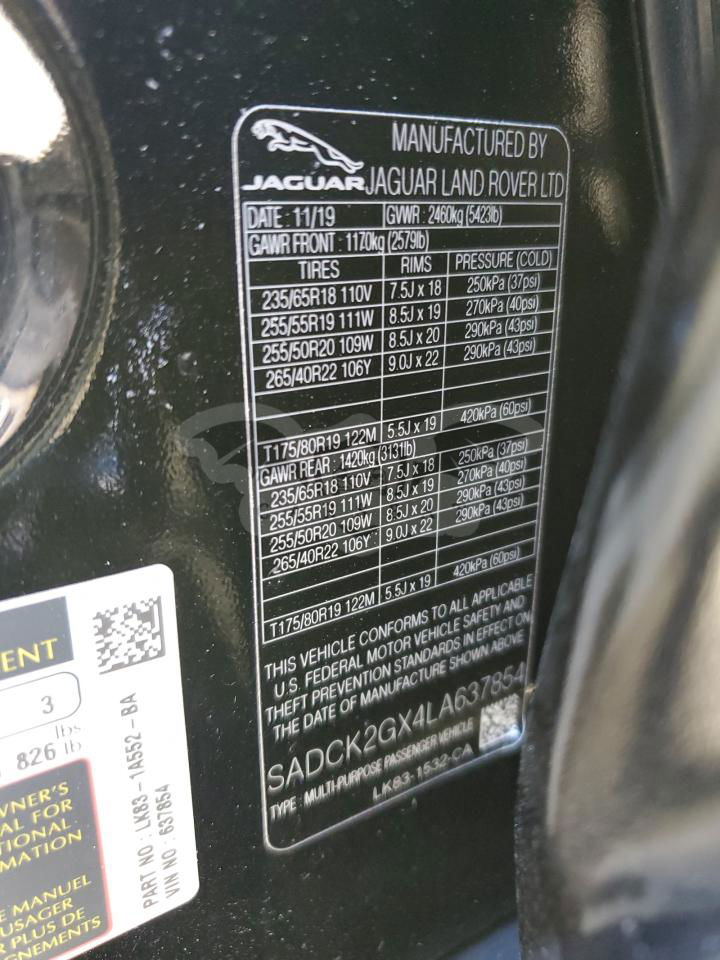 JAGUAR
MANUFACTURED BY
JAGUAR LAND ROVER LTD
DATE : 11/19 GVWR : 2460kg (5423lb)
GAWR FRONT : 1170kg (2579lb)
TIRES RIMS PRESSURE (COLD)
235/65R18 110V 7.5J x 18 250kPa (37psi)
255/55R19 111W 8.5J x 19 270kPa (40psi)
255/50R20 109W 8.5J x 20 290kPa (43psi)
265/40R22 106Y 9.0J x 22 290kPa (43psi)
T175/80R19 122M 5.5J x 19 420kPa (60psi)
GAWR REAR : 1420kg (3131lb)
235/65R18 110V 7.5J x 18 250kPa (37psi)
255/55R19 111W 8.5J x 19 270kPa (40psi)
255/50R20 109W 8.5J x 20 290kPa (43psi)
265/40R22 106Y 9.0J x 22 290kPa (43psi)
T175/80R19 122M 5.5J x 19 420kPa (60psi)
THIS VEHICLE CONFORMS TO ALL APPLICABLE
U.S. FEDERAL MOTOR VEHICLE SAFETY AND
THEFT PREVENTION STANDARDS IN EFFECT ON
THE DATE OF MANUFACTURE SHOWN ABOVE
SADCK2GX4LA637854
TYPE : MULTI-PURPOSE PASSENGER VEHICLE
LK83-1532-CA
ENT
3
lbs
826 lb
WNER'S
AL FOR
TIONAL
MATION
E MANUEL
USAGER
PLUS DE
GNEMENTS
PART NO : LK83-1A552-BA
VIN NO : 637854